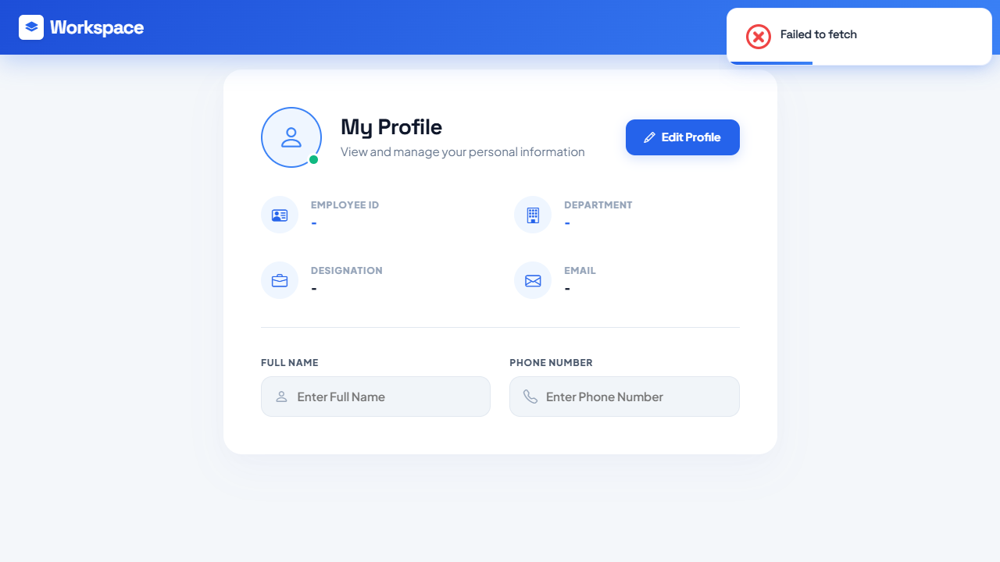 Workspace
Failed to fetch
My Profile
View and manage your personal information
Edit Profile
EMPLOYEE ID
-
DEPARTMENT
-
DESIGNATION
-
EMAIL
-
FULL NAME
Enter Full Name
PHONE NUMBER
Enter Phone Number